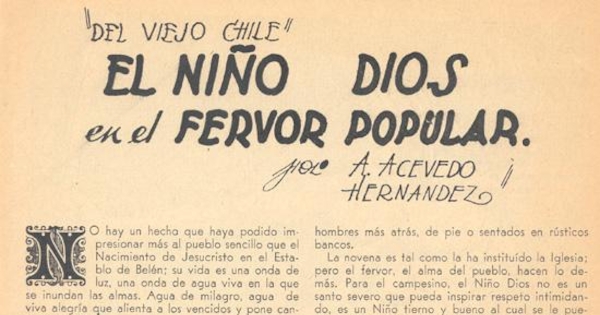 "DEL VIEJO CHILE"
EL NIÑO DIOS
en el FERVOR POPULAR.
por A. ACEVEDO
HERNANDEZ"
NO hay un hecho que haya podido im-
presionar más al pueblo sencillo que el
Nacimiento de Jesucristo en el Esta-
blo de Belén; su vida es una onda de
luz, una onda de agua viva en la que
se inundan las almas. Agua de milagro, agua de
viva alegría que alienta a los vencidos y pone can-
hombres más atrás, de pie o sentados en rústicos
bancos.
La novena es tal como la ha instituído la Iglesia;
pero el fervor, el alma del pueblo, hacen lo de-
más. Para el campesino, el Niño Dios no es un
santo severo que pueda inspirar respeto intimidan-
do, es un Niño tierno y bueno al cual se le pue-